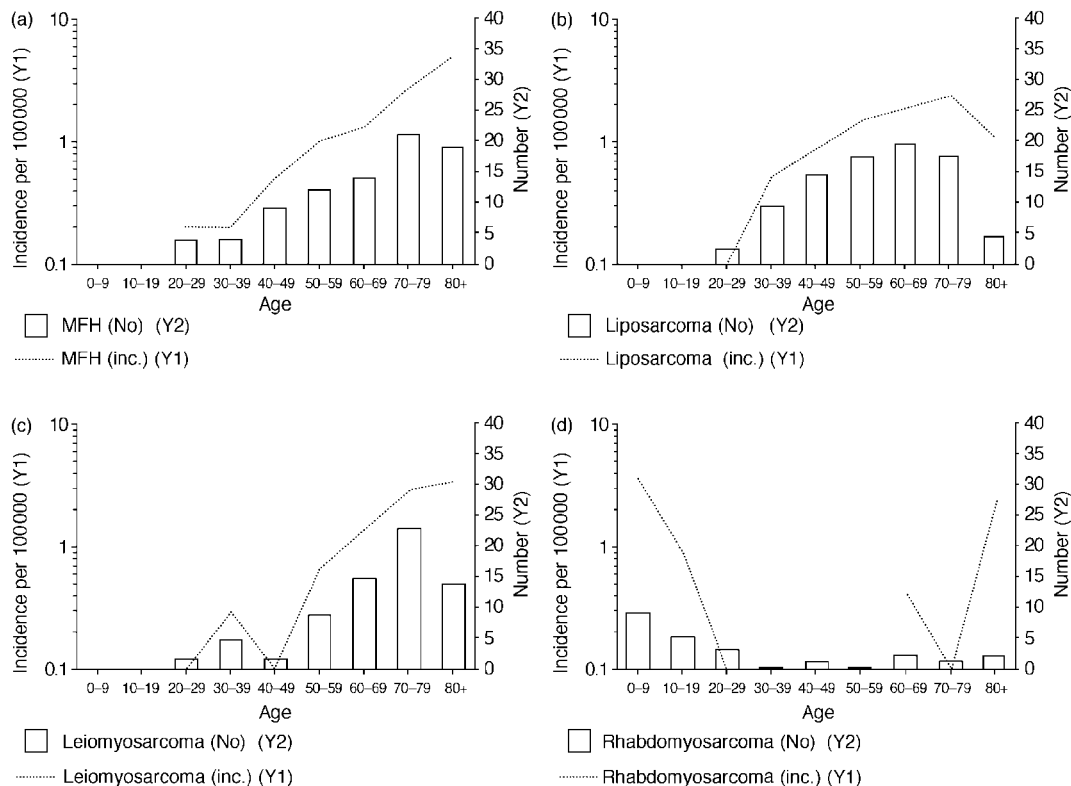 (a)
Incidence per 100000 (Y1)
10
1
0.1
40
35
30
25
20
15
10
5
0
Number (Y2)
0–9 10–19 20–29 30–39 40–49 50–59 60–69 70–79 80+
Age
MFH (No) (Y2)
MFH (inc.) (Y1)
(b)
Incidence per 100000 (Y1)
10
1
0.1
40
35
30
25
20
15
10
5
0
Number (Y2)
0–9 10–19 20–29 30–39 40–49 50–59 60–69 70–79 80+
Age
Liposarcoma (No) (Y2)
Liposarcoma (inc.) (Y1)
(c)
Incidence per 100000 (Y1)
10
1
0.1
40
35
30
25
20
15
10
5
0
Number (Y2)
0–9 10–19 20–29 30–39 40–49 50–59 60–69 70–79 80+
Age
Leiomyosarcoma (No) (Y2)
Leiomyosarcoma (inc.) (Y1)
(d)
Incidence per 100000 (Y1)
10
1
0.1
40
35
30
25
20
15
10
5
0
Number (Y2)
0–9 10–19 20–29 30–39 40–49 50–59 60–69 70–79 80+
Age
Rhabdomyosarcoma (No) (Y2)
Rhabdomyosarcoma (inc.) (Y1)